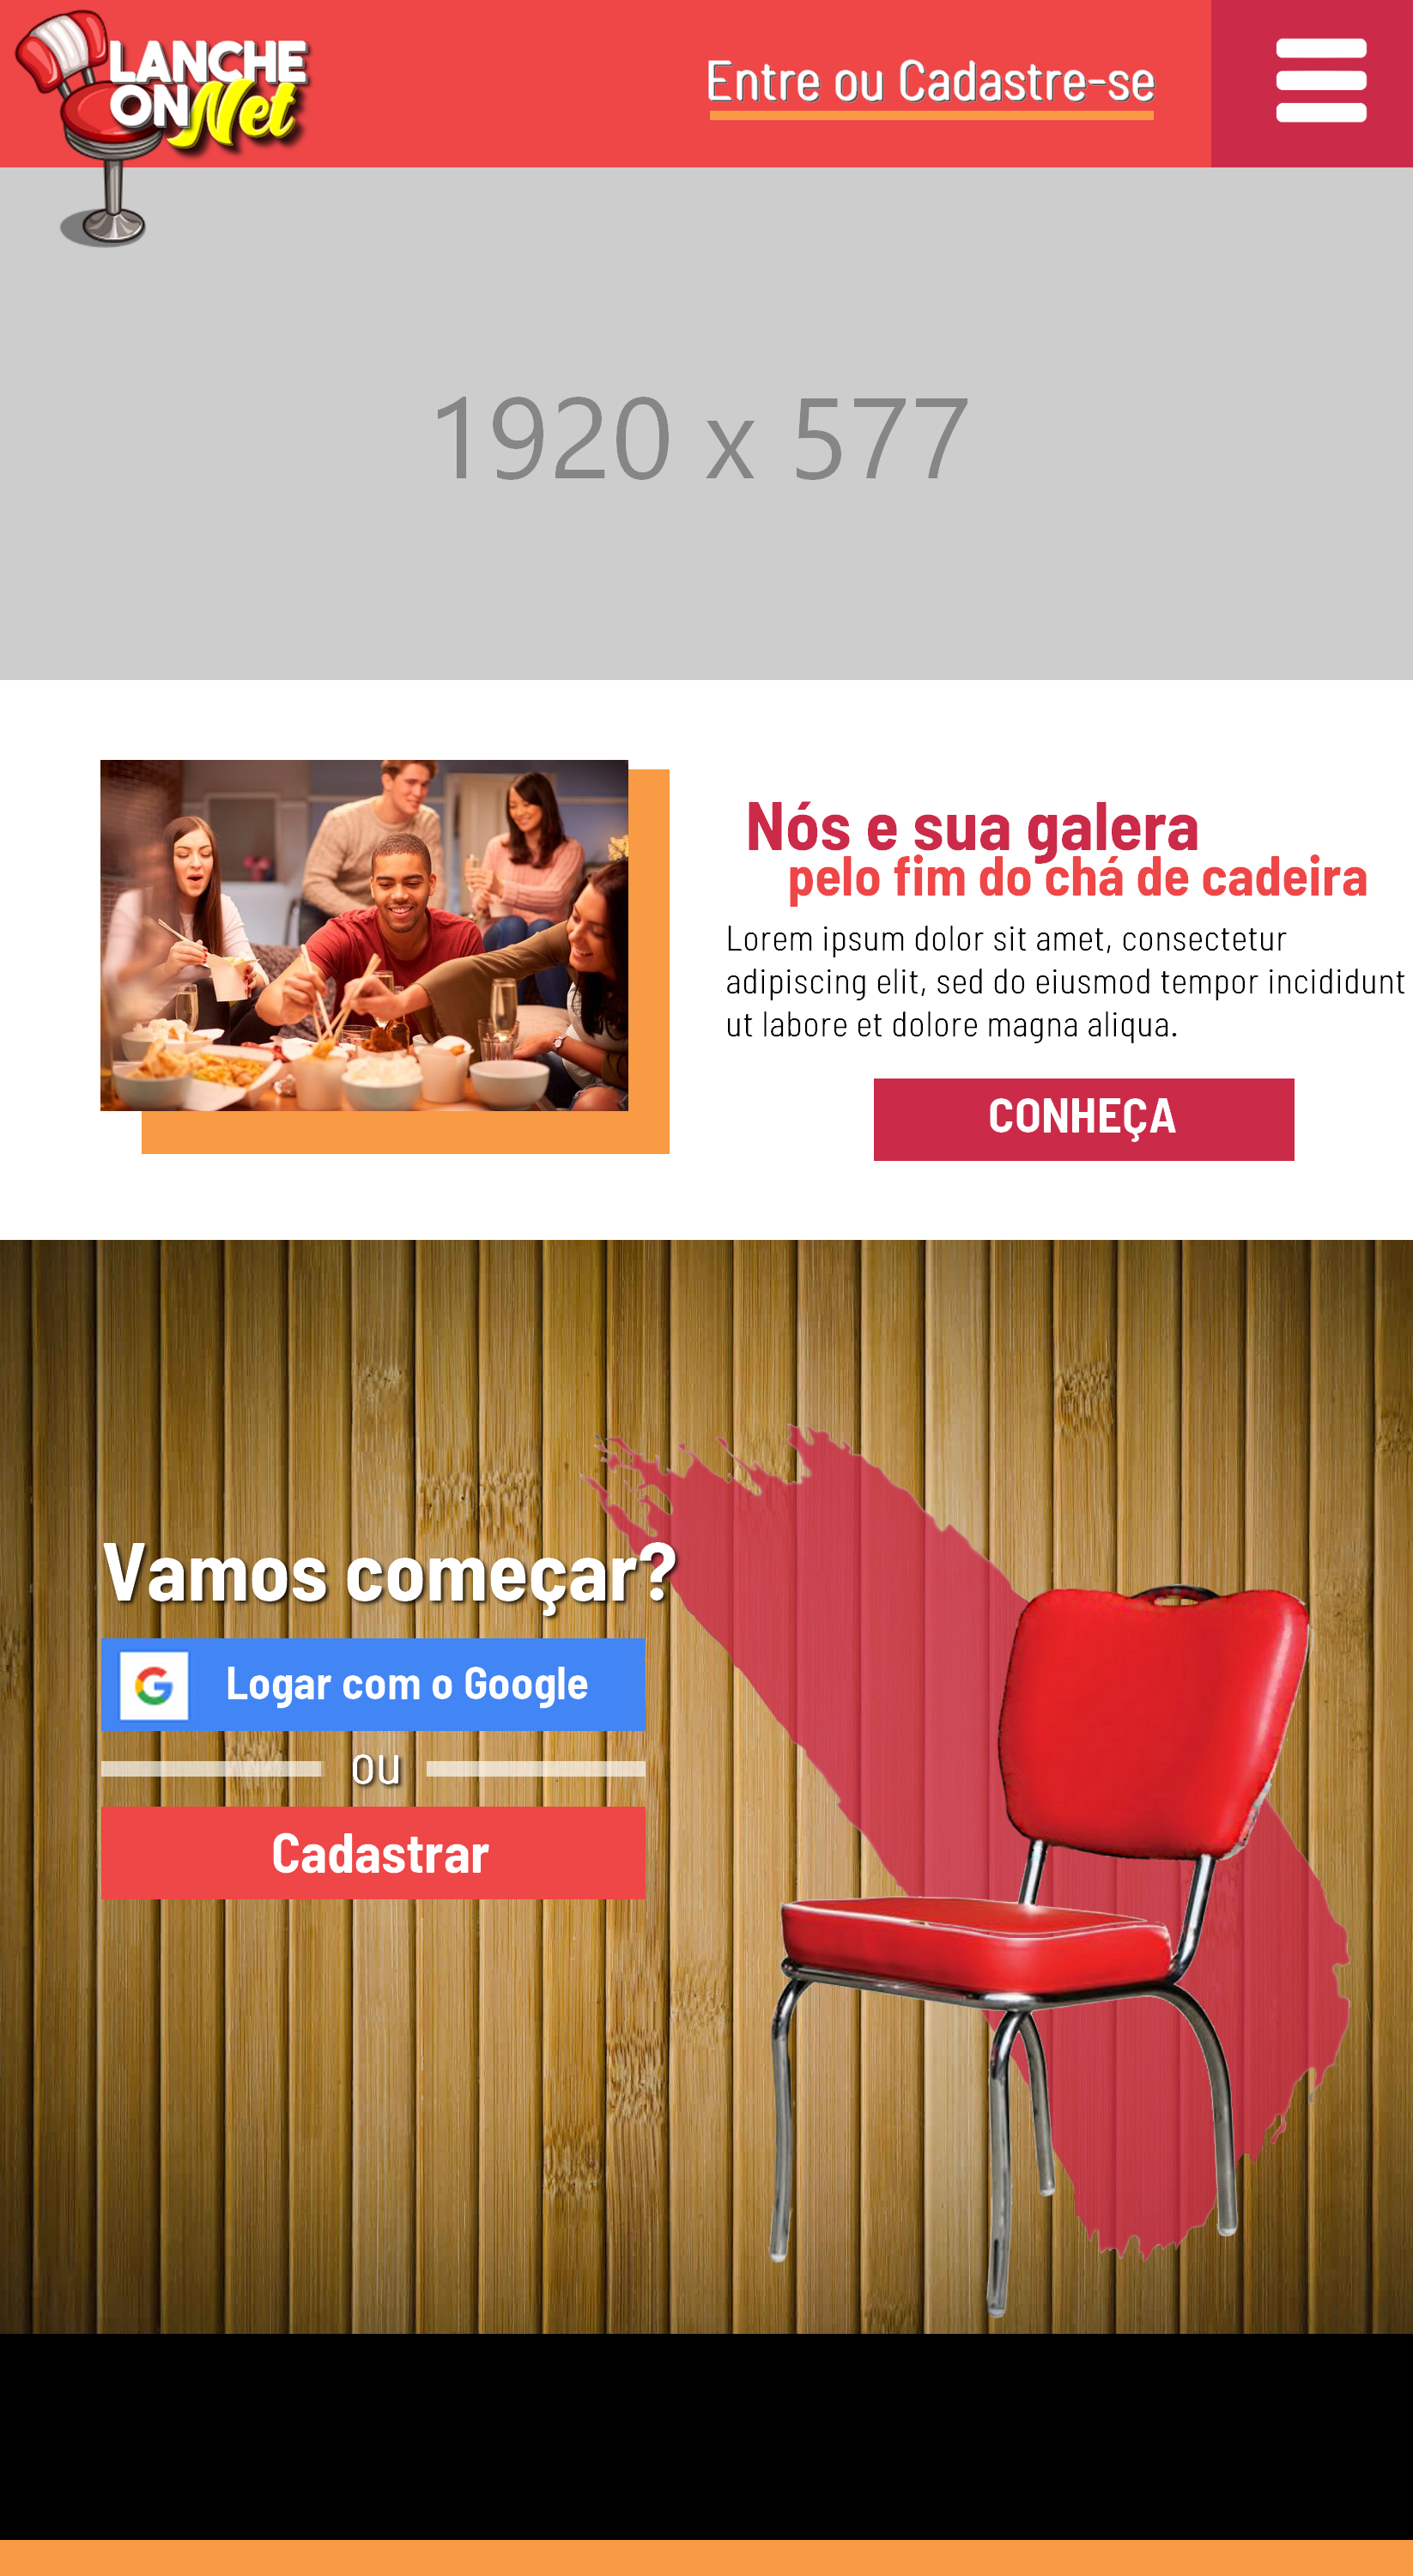 LANCHE
ON Net
Entre ou Cadastre-se
1920 x 577
Nós e sua galera
pelo fim do chá de cadeira
Lorem ipsum dolor sit amet, consectetur
adipiscing elit, sed do eiusmod tempor incididunt
ut labore et dolore magna aliqua.
CONHEÇA
Vamos começar?
G Logar com o Google
ou
Cadastrar